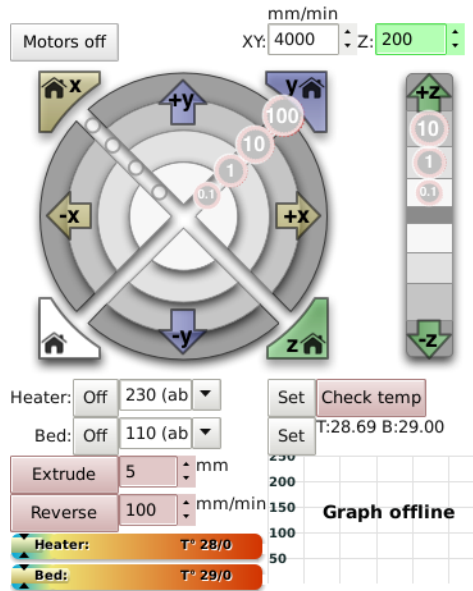 mm/min
Motors off XY: 4000 Z: 200
x +y y +z
100
10 10
1 1
0.1 0.1
-x +x
-y z -z
Heater: Off 230 (ab Set Check temp
Bed: Off 110 (ab Set T:28.69 B:29.00
250
Extrude 5 mm
200
Reverse 100 mm/min 150 Graph offline
100
Heater: T° 28/0
50
Bed: T° 29/0